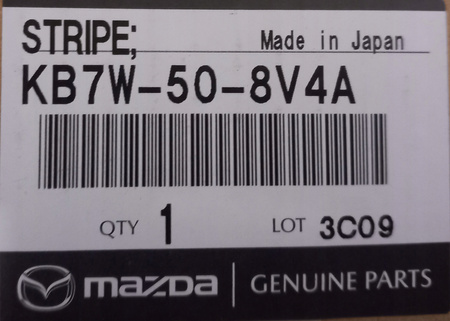 STRIPE; Made in Japan
KB7W-50-8V4A
QTY 1 LOT 3C09
mazda GENUINE PARTS